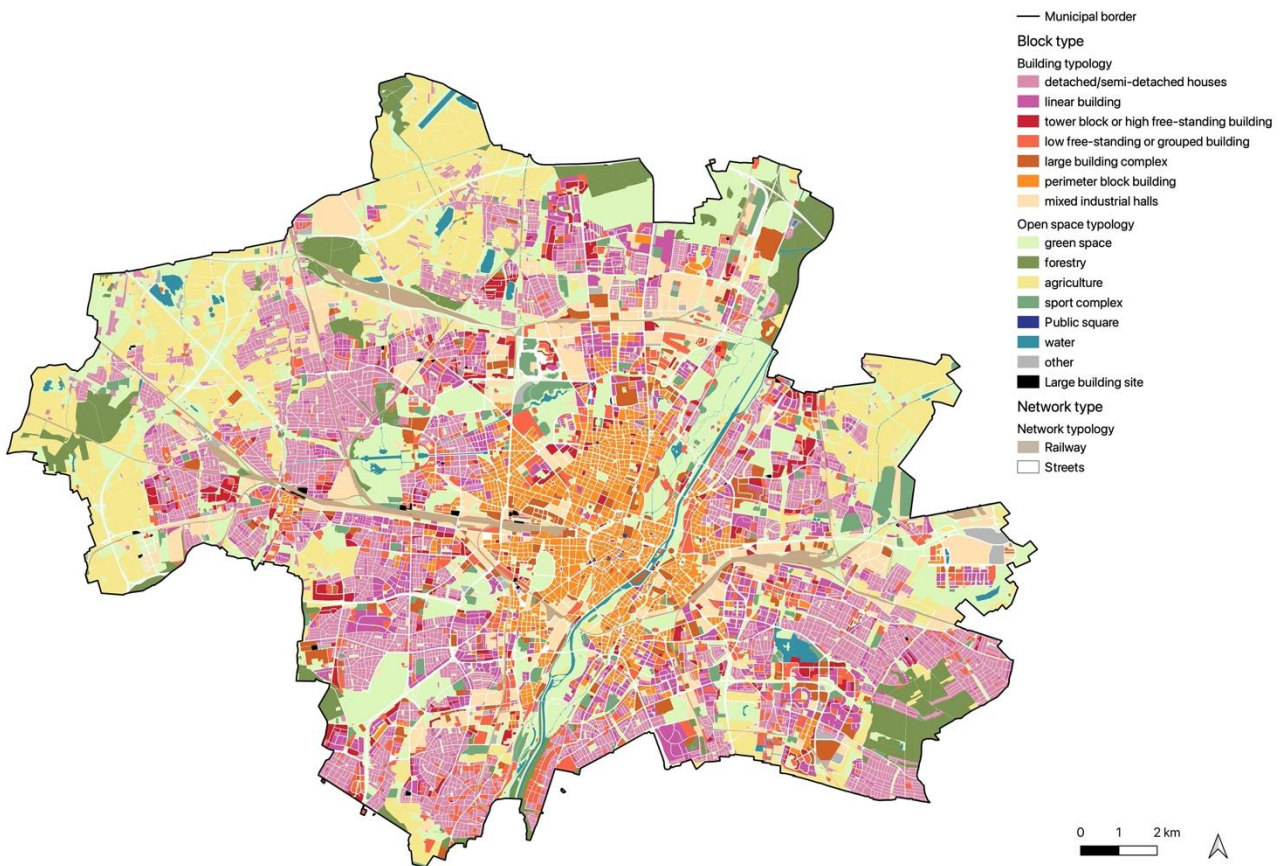 Municipal border
Block type
Building typology
detached/semi-detached houses
linear building
tower block or high free-standing building
low free-standing or grouped building
large building complex
perimeter block building
mixed industrial halls
Open space typology
green space
forestry
agriculture
sport complex
Public square
water
other
Large building site
Network type
Network typology
Railway
Streets
0 1 2 km